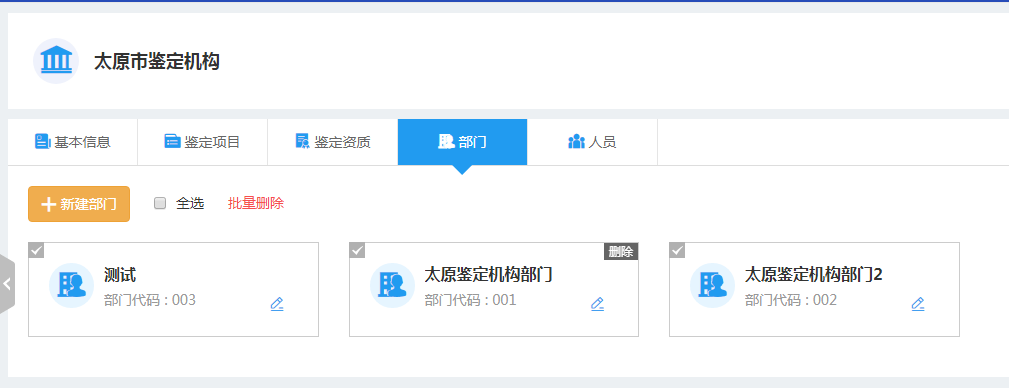 太原市鉴定机构
基本信息 鉴定项目 鉴定资质 部门 人员
新建部门 全选 批量删除
删除
测试 太原鉴定机构部门 太原鉴定机构部门2
部门代码 : 003 部门代码 : 001 部门代码 : 002